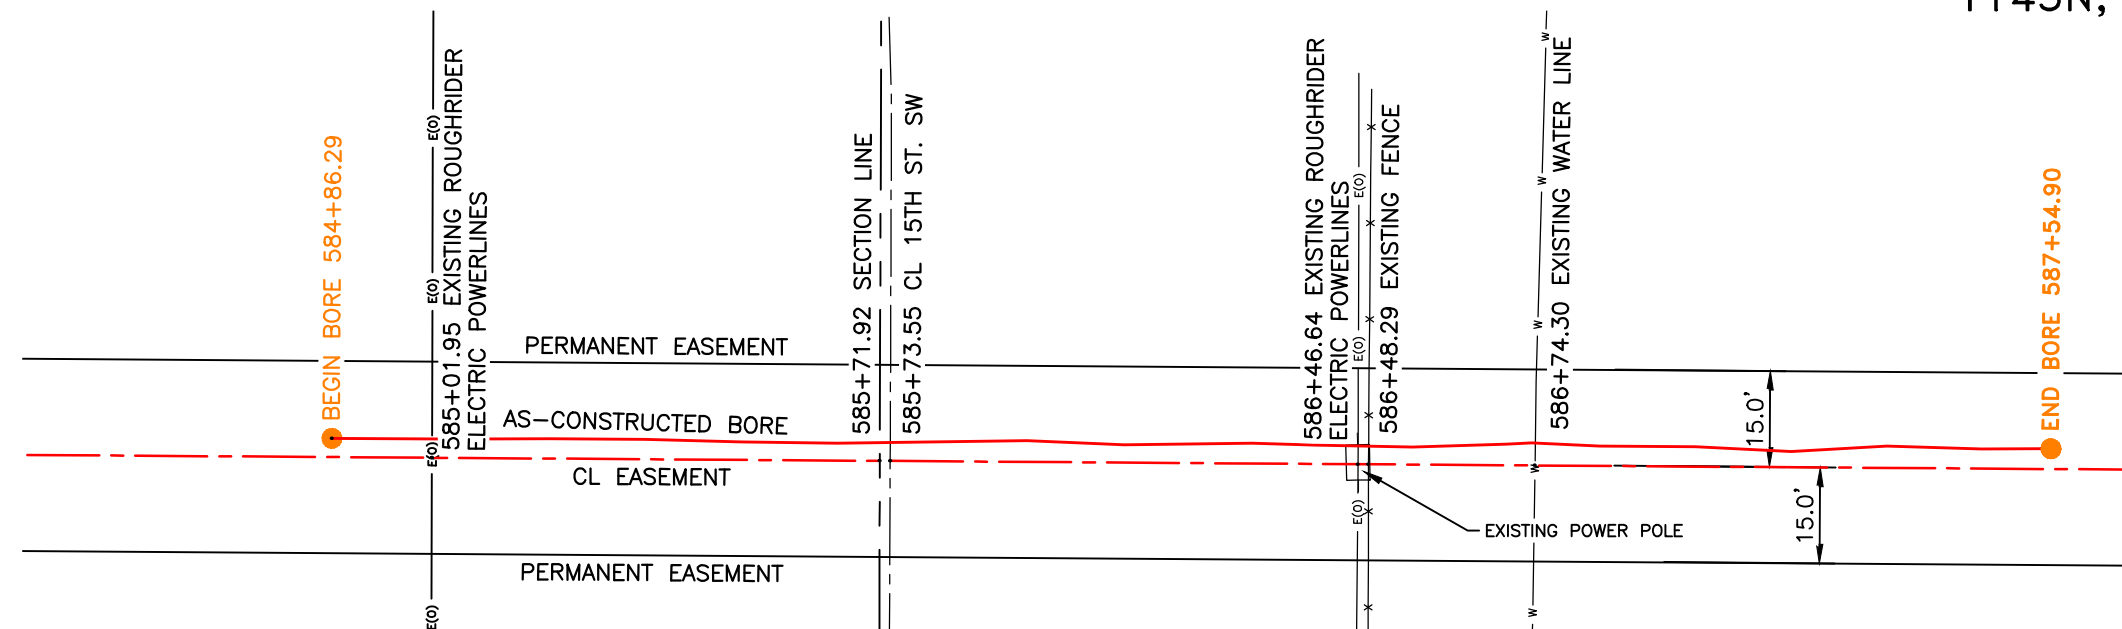 BEGIN BORE 584+86.29
E(O)
E(O)
E(O)
E(O)
585+01.95 EXISTING ROUGHRIDER
ELECTRIC POWERLINES
PERMANENT EASEMENT
AS-CONSTRUCTED BORE
CL EASEMENT
PERMANENT EASEMENT
585+71.92 SECTION LINE
585+73.55 CL 15TH ST. SW
586+46.64 EXISTING ROUGHRIDER
ELECTRIC POWERLINES
E(O)
E(O)
E(O)
586+48.29 EXISTING FENCE
X
X
X
X
X
X
EXISTING POWER POLE
W
W
W
W
W
586+74.30 EXISTING WATER LINE
15.0'
15.0'
END BORE 587+54.90